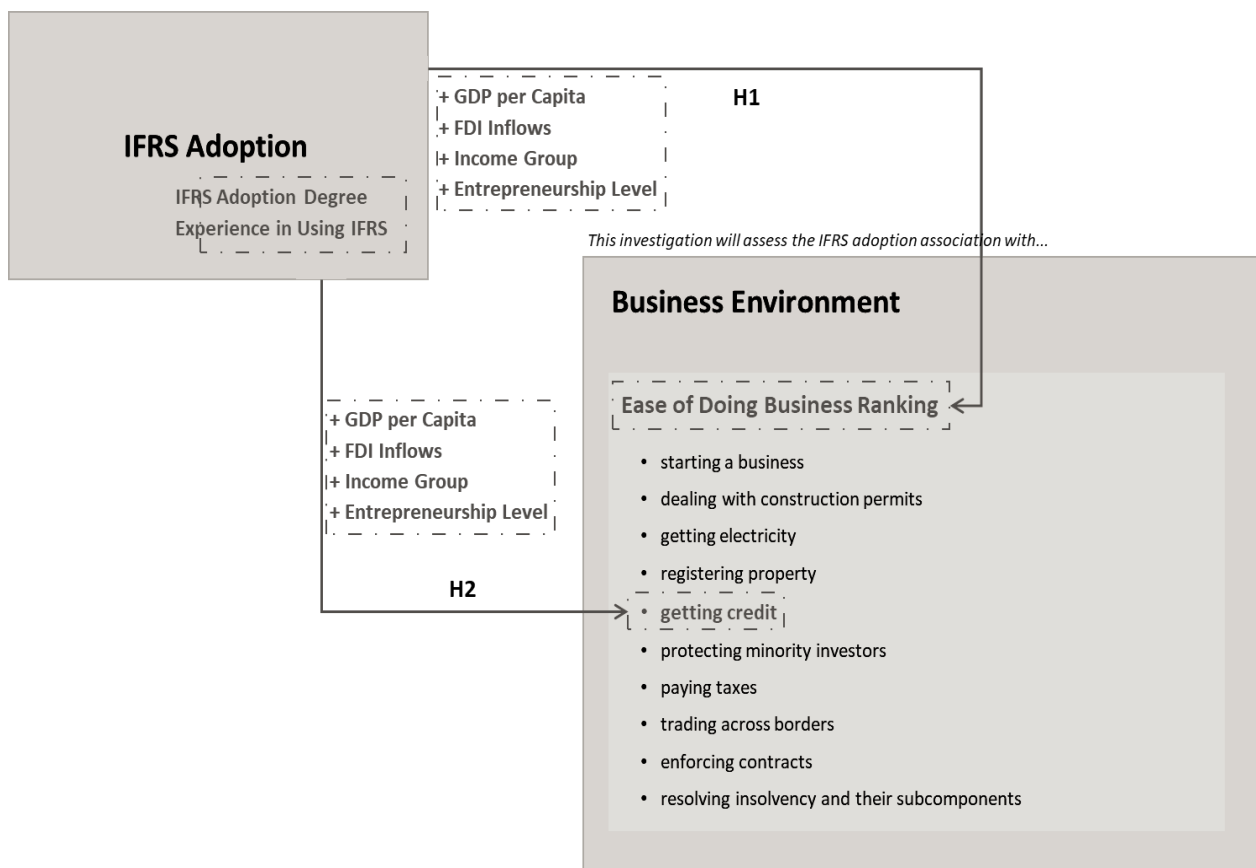 IFRS Adoption
IFRS Adoption Degree
Experience in Using IFRS
+ GDP per Capita
+ FDI Inflows
+ Income Group
+ Entrepreneurship Level
H1
This investigation will assess the IFRS adoption association with...
Business Environment
Ease of Doing Business Ranking
• starting a business
• dealing with construction permits
• getting electricity
• registering property
• getting credit
• protecting minority investors
• paying taxes
• trading across borders
• enforcing contracts
• resolving insolvency and their subcomponents
+ GDP per Capita
+ FDI Inflows
+ Income Group
+ Entrepreneurship Level
H2